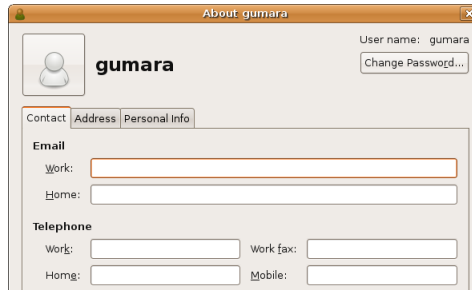 About gumara
User name: gumara
gumara
Change Password...
Contact Address Personal Info
Email
Work:
Home:
Telephone
Work: Work fax:
Home: Mobile: